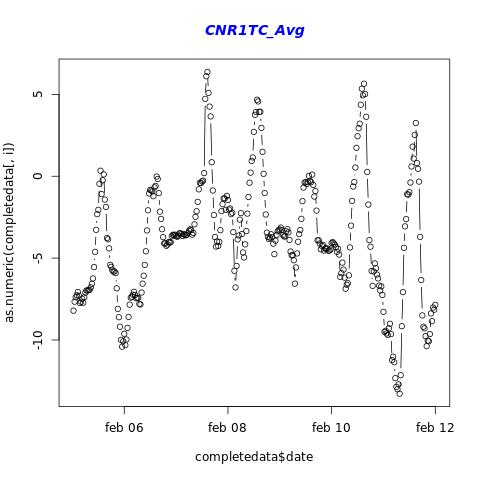 CNR1TC_Avg
as.numeric(completedata[, i])
5
0
-5
-10
feb 06
feb 08
feb 10
feb 12
completedata$date